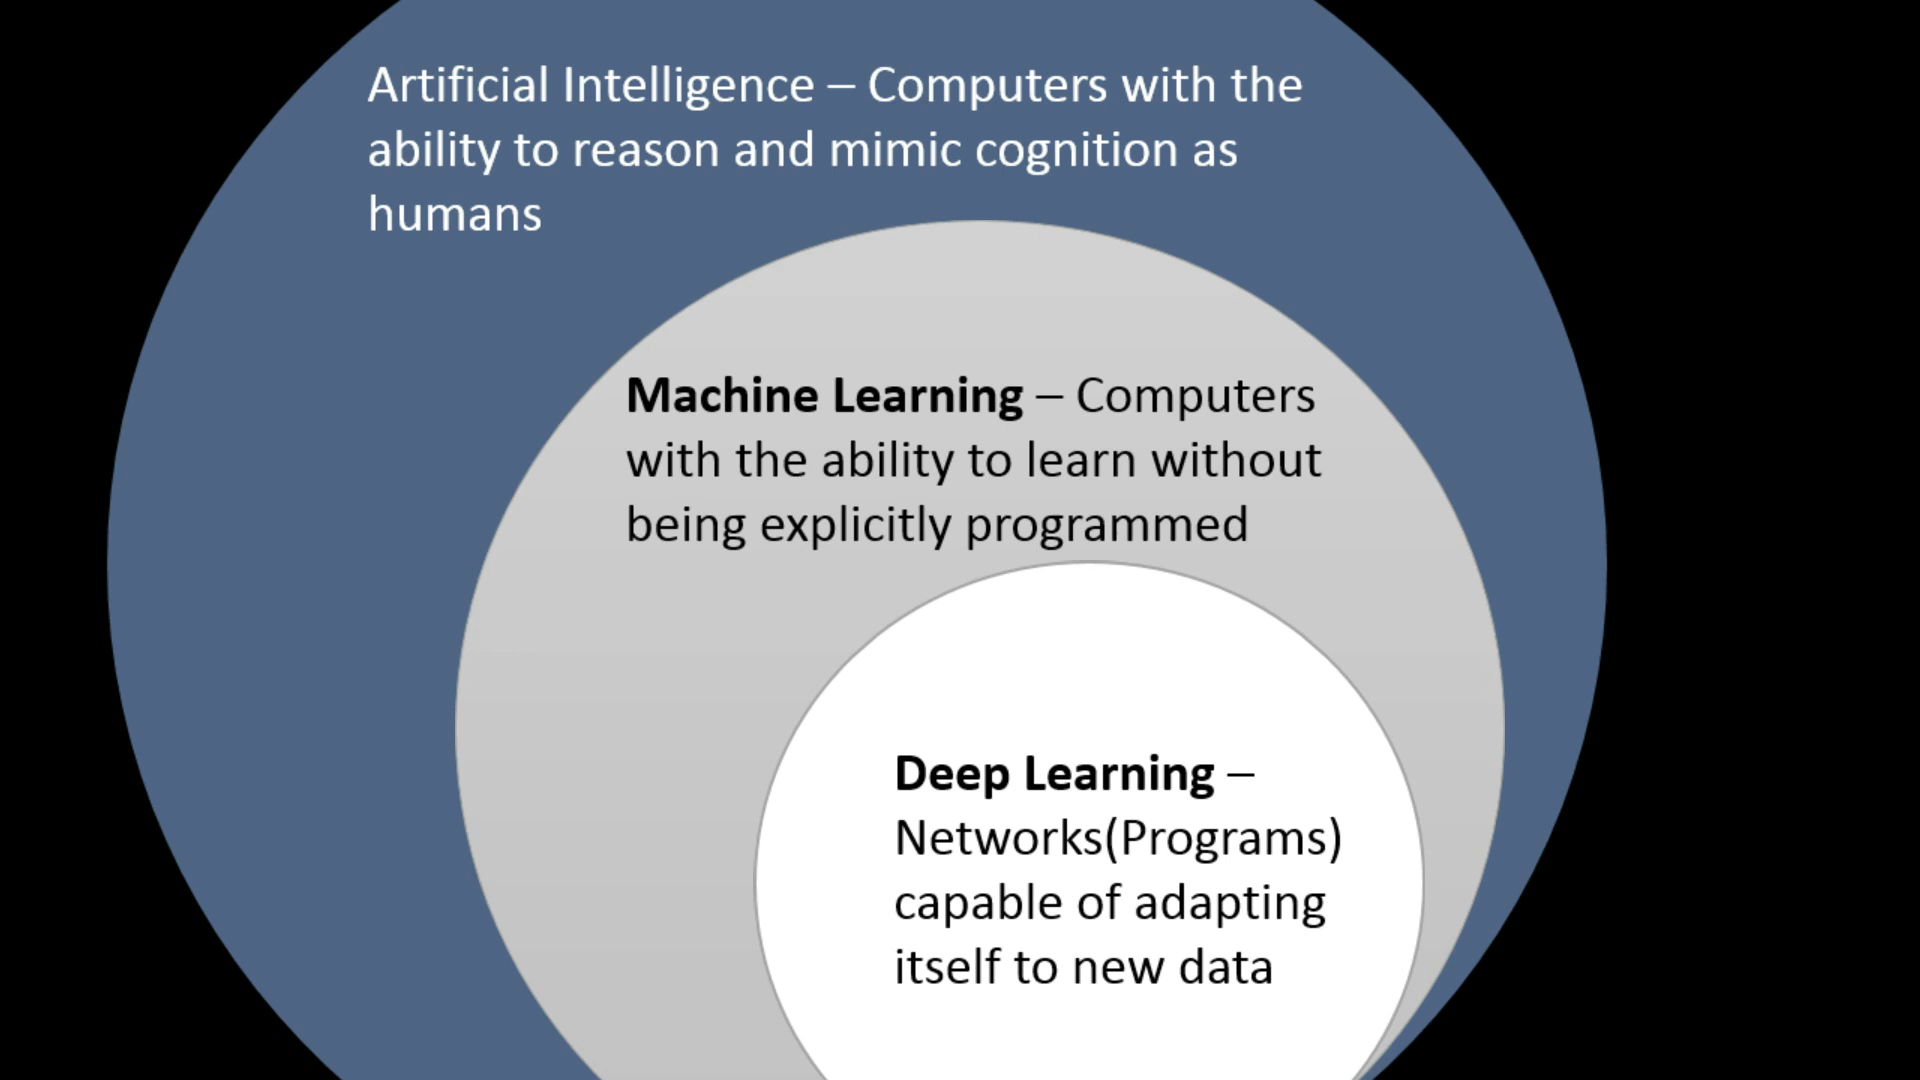 Artificial Intelligence – Computers with the
ability to reason and mimic cognition as
humans
Machine Learning – Computers
with the ability to learn without
being explicitly programmed
Deep Learning –
Networks(Programs)
capable of adapting
itself to new data